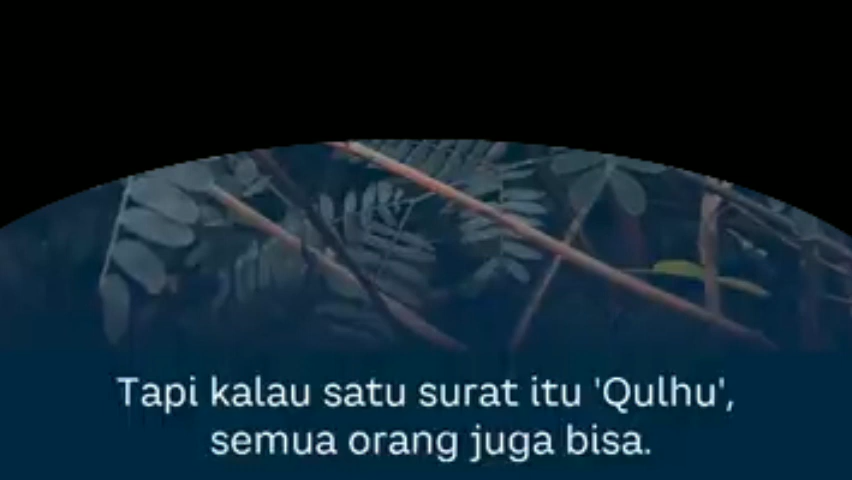 Tapi kalau satu surat itu 'Qulhu',
semua orang juga bisa.